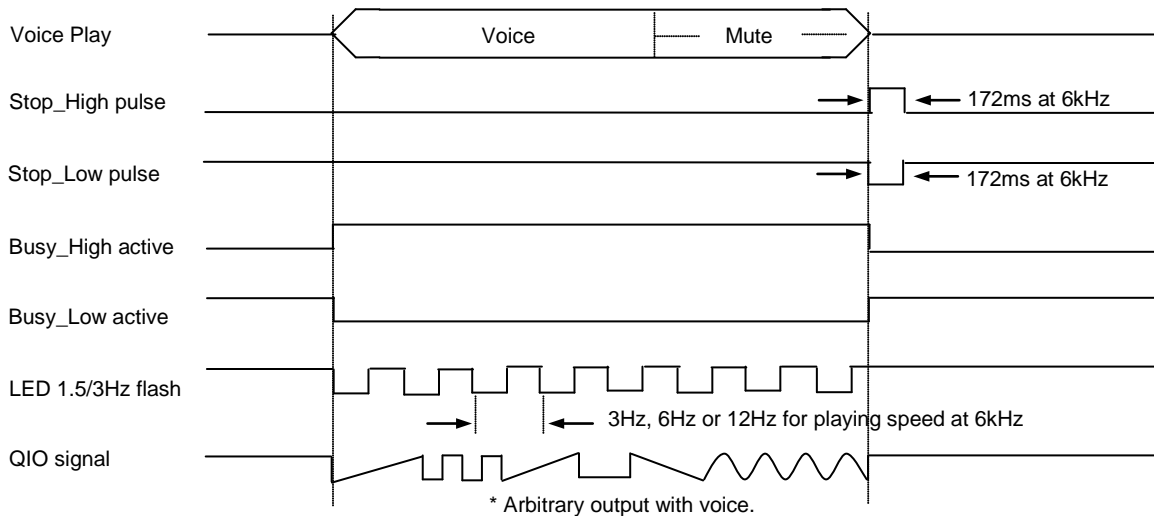 Voice Play
Voice
Mute
Stop_High pulse
172ms at 6kHz
Stop_Low pulse
172ms at 6kHz
Busy_High active
Busy_Low active
LED 1.5/3Hz flash
3Hz, 6Hz or 12Hz for playing speed at 6kHz
QIO signal
* Arbitrary output with voice.